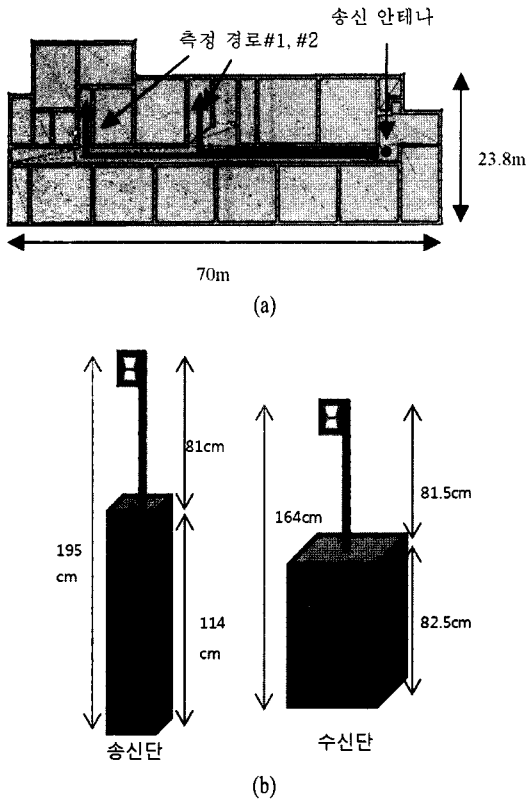 측정 경로#1, #2
송신 안테나
23.8m
70m
(a)
81cm
195
cm
114
cm
송신단
164cm
81.5cm
82.5cm
수신단
(b)